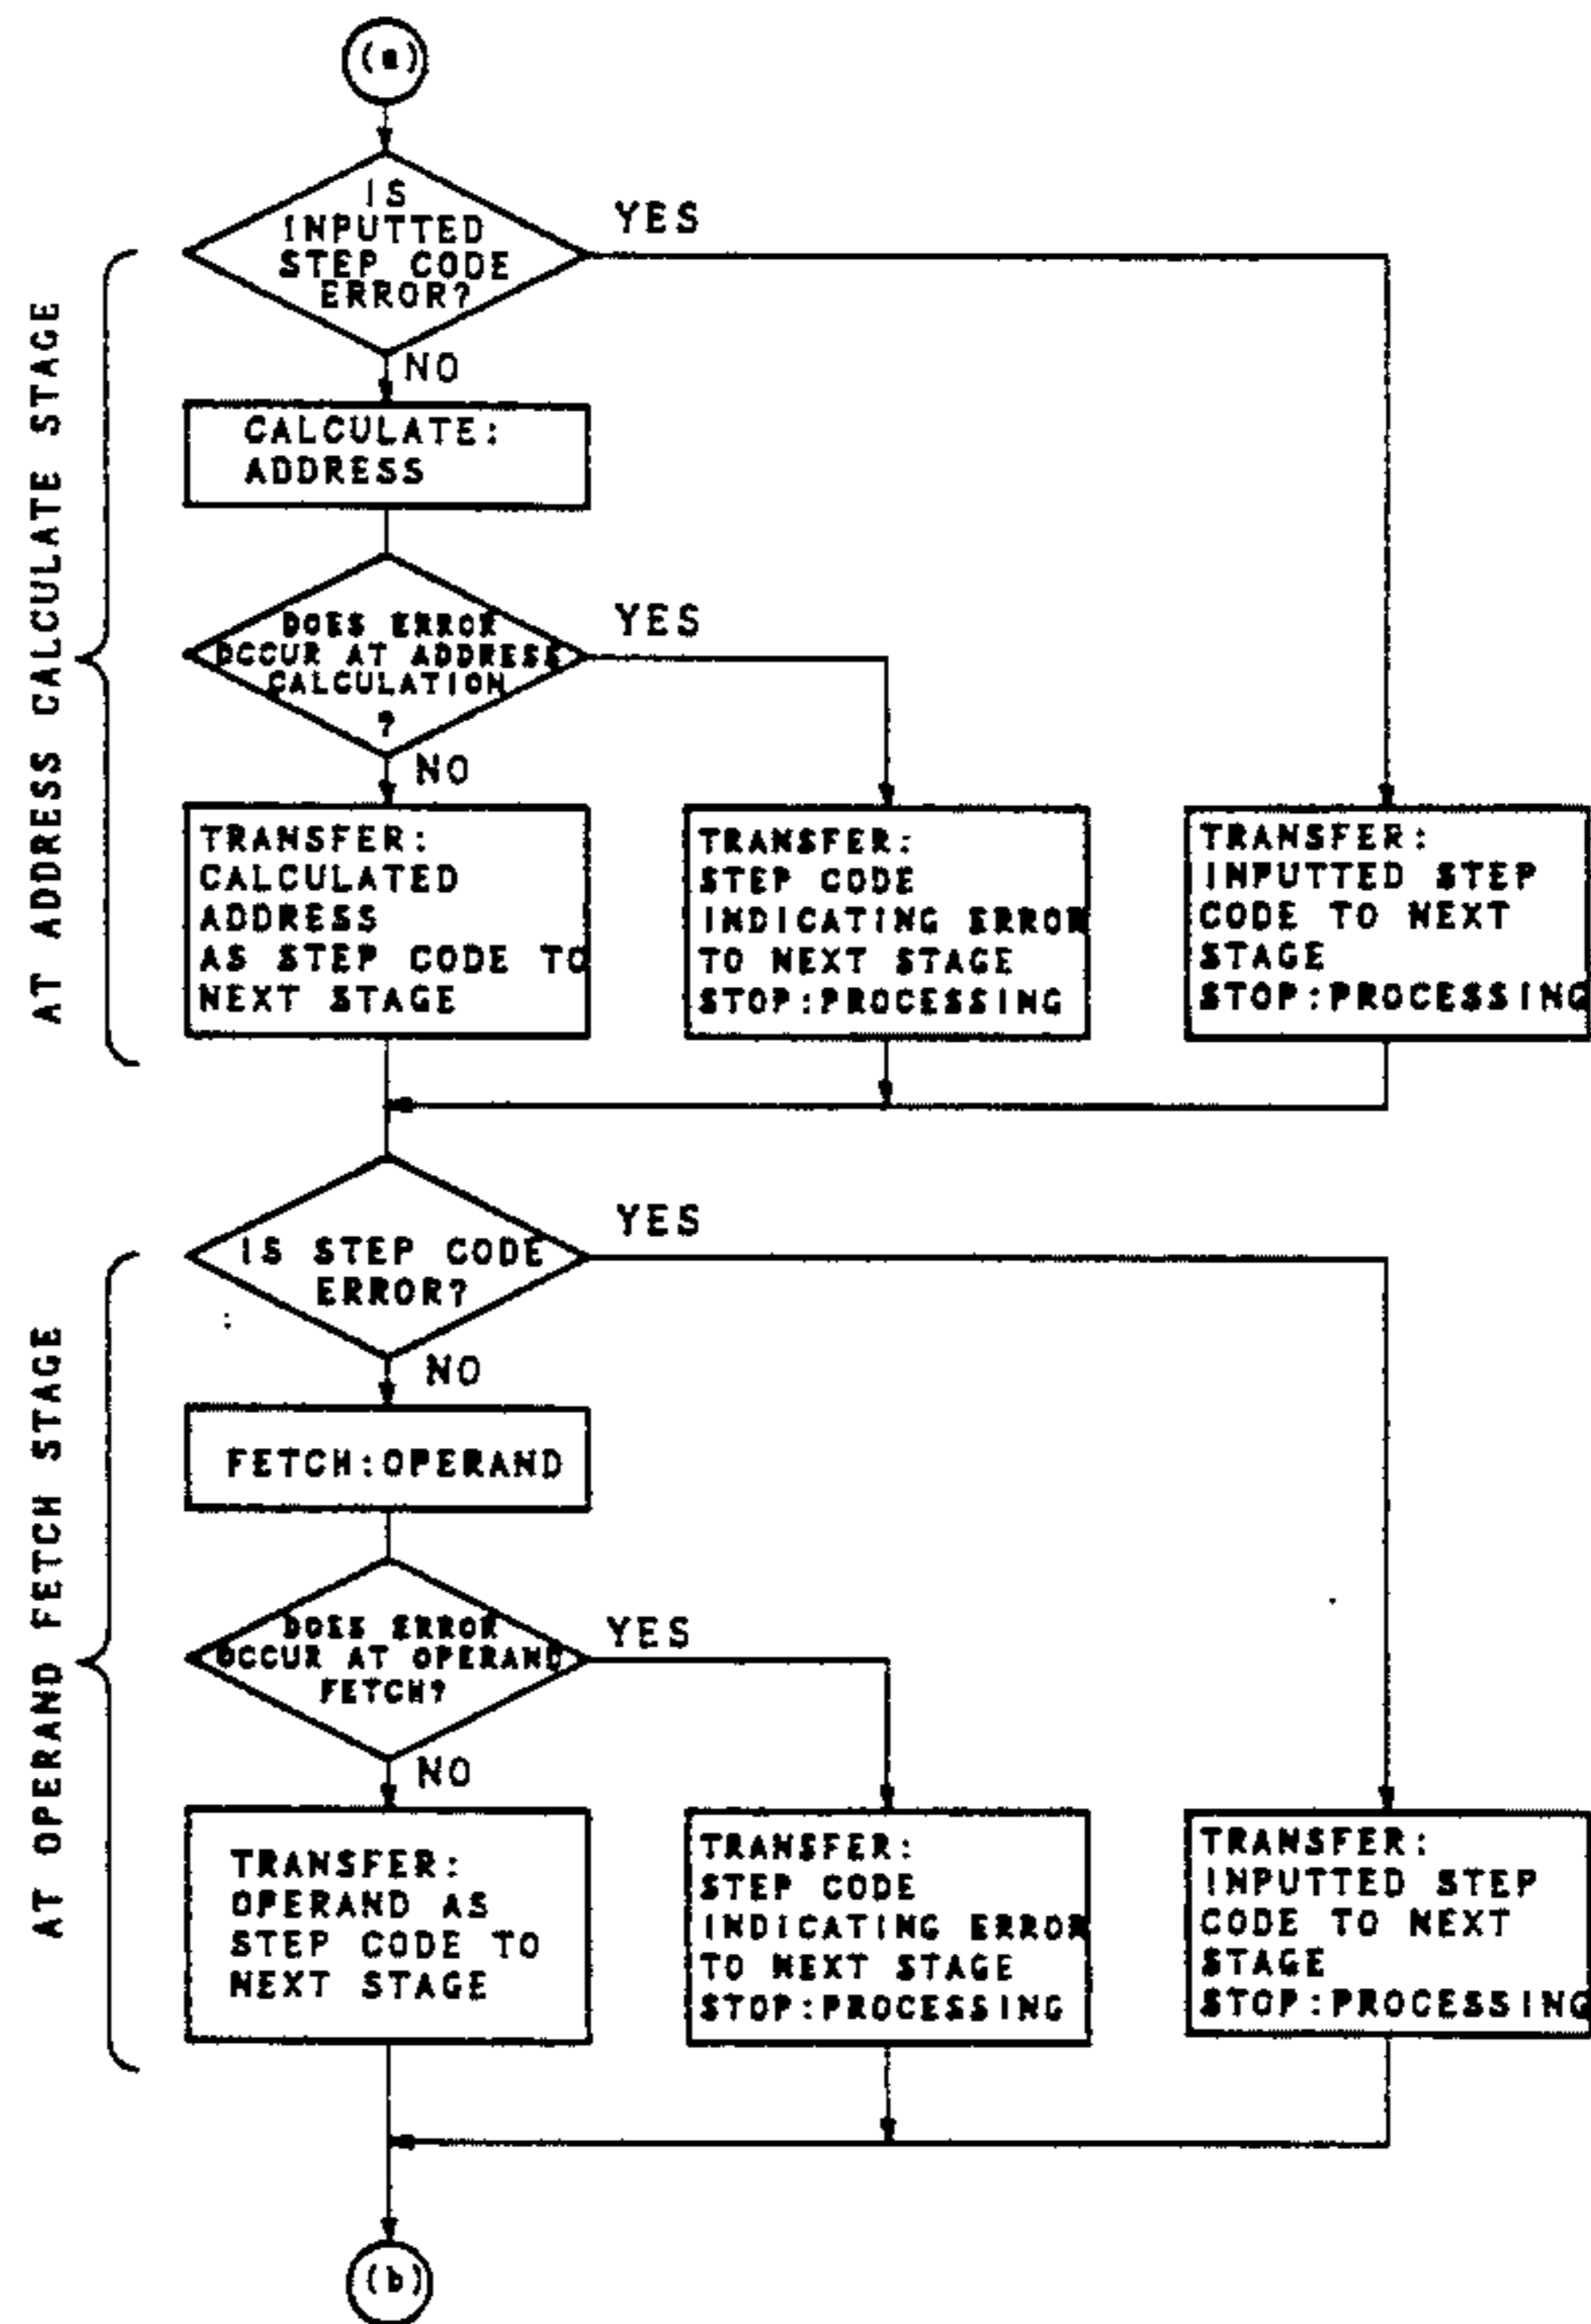 (a)
IS
INPUTTED
STEP CODE
ERROR?
YES
NO
CALCULATE:
ADDRESS
DOES ERROR
OCCUR AT ADDRESS
CALCULATION
?
YES
NO
TRANSFER:
CALCULATED
ADDRESS
AS STEP CODE TO
NEXT STAGE
TRANSFER:
STEP CODE
INDICATING ERROR
TO NEXT STAGE
STOP:PROCESSING
TRANSFER:
INPUTTED STEP
CODE TO NEXT
STAGE
STOP:PROCESSING
AT ADDRESS CALCULATE STAGE
IS STEP CODE
ERROR?
YES
NO
FETCH:OPERAND
DOES ERROR
OCCUR AT OPERAND
FETCH?
YES
NO
TRANSFER:
OPERAND AS
STEP CODE TO
NEXT STAGE
TRANSFER:
STEP CODE
INDICATING ERROR
TO NEXT STAGE
STOP:PROCESSING
TRANSFER:
INPUTTED STEP
CODE TO NEXT
STAGE
STOP:PROCESSING
AT OPERAND FETCH STAGE
(b)